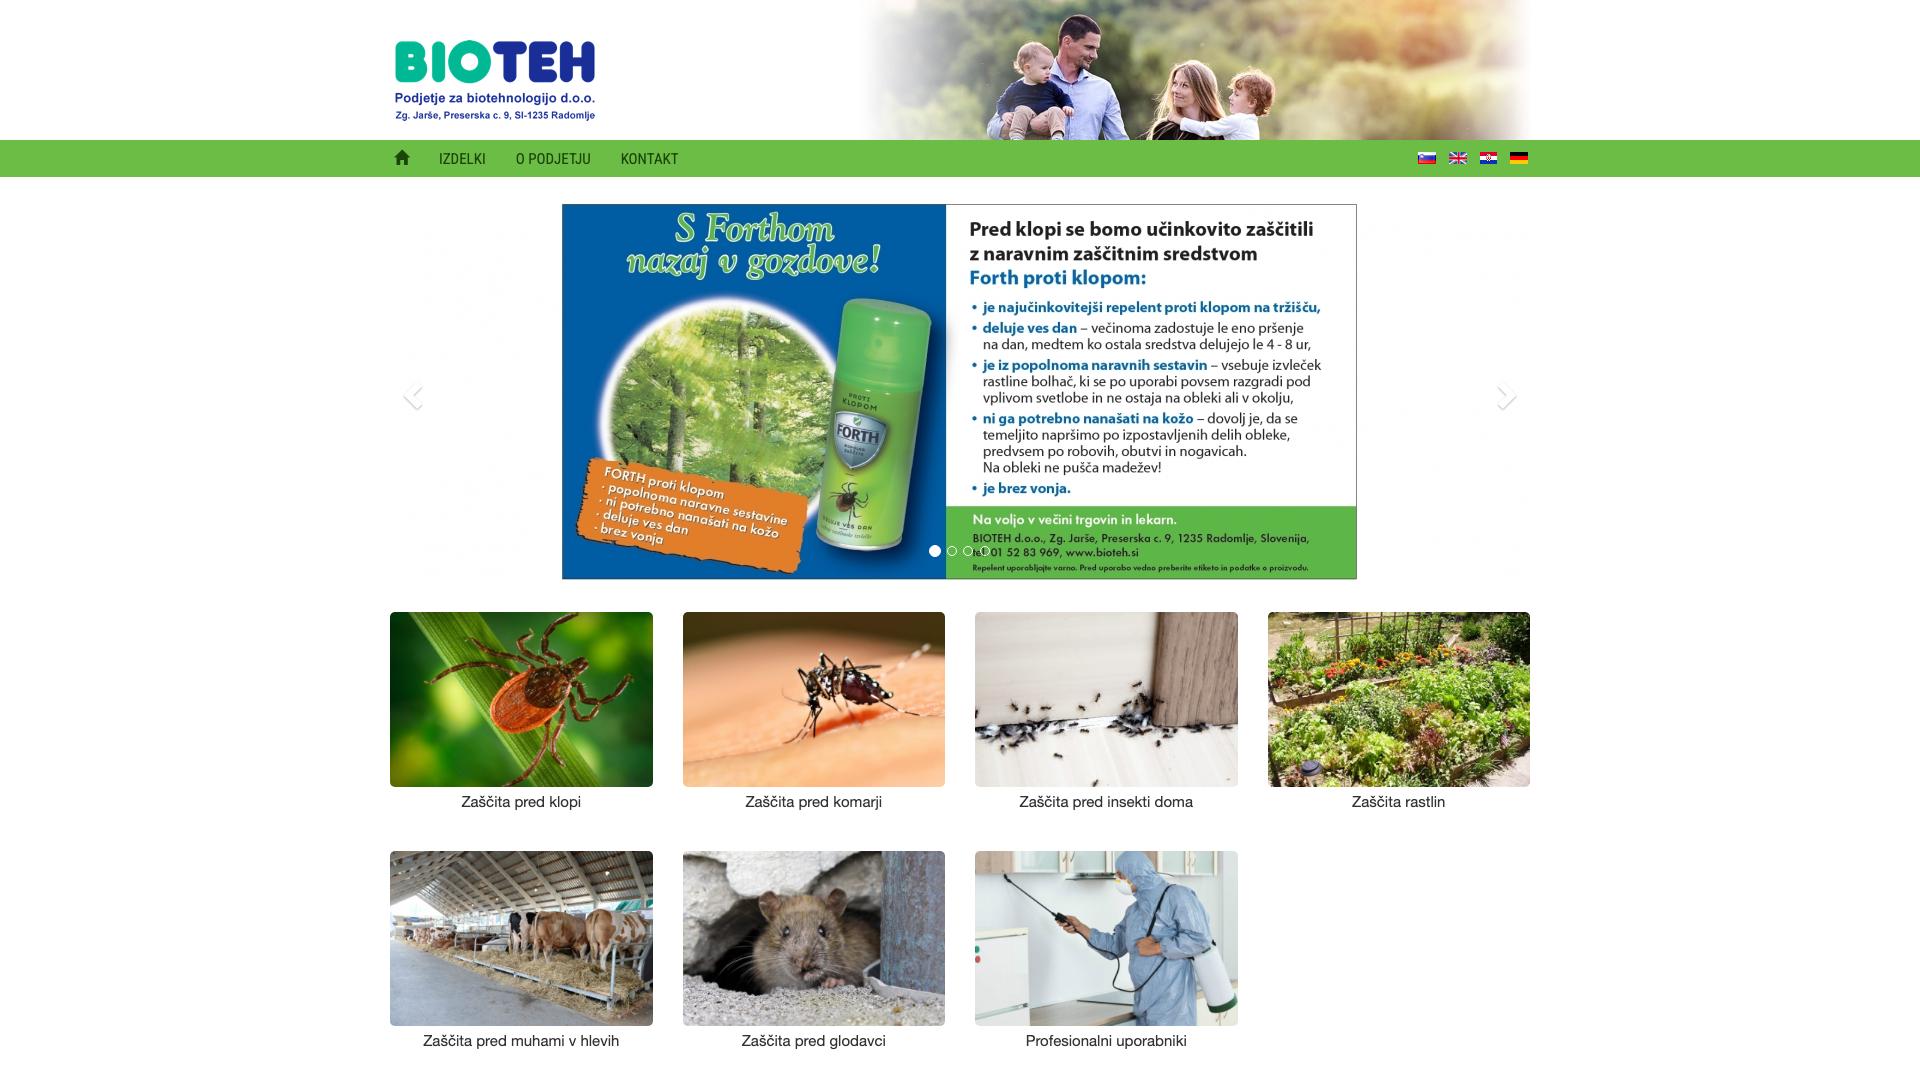 BIOTEH
Podjetje za biotehnologijo d.o.o.
Zg. Jarše, Preserska c. 9, SI-1235 Radomlje
IZDELKI
O PODJETJU
KONTAKT
S Forthom
nazaj v gozdove!
PROTI
KLOPOM
FORTH
DELUJE VES DAN
FORTH proti klopom
- popolnoma naravne sestavine
- ni potrebno nanašati na kožo
- deluje ves dan
- brez vonja
Pred klopi se bomo učinkovito zaščitili
z naravnim zaščitnim sredstvom
Forth proti klopom:
• je najučinkovitejši repelent proti klopom na tržišču,
• deluje ves dan – večinoma zadostuje le eno pršenje
na dan, medtem ko ostala sredstva delujejo le 4 - 8 ur,
• je iz popolnoma naravnih sestavin – vsebuje izvleček
rastline bolhač, ki se po uporabi povsem razgradi pod
vplivom svetlobe in ne ostaja na obleki ali v okolju,
• ni ga potrebno nanašati na kožo – dovolj je, da se
temeljito napršimo po izpostavljenih delih obleke,
predvsem po robovih, obutvi in nogavicah.
Na obleki ne pušča madežev!
• je brez vonja.
Na voljo v večini trgovin in lekarn.
BIOTEH d.o.o., Zg. Jarše, Preserska c. 9, 1235 Radomlje, Slovenija,
01 52 83 969, www.bioteh.si
Repelent uporabljajte varno. Pred uporabo vedno preberite etiketo in podatke o proizvodu.
Zaščita pred klopi
Zaščita pred komarji
Zaščita pred insekti doma
Zaščita rastlin
Zaščita pred muhami v hlevih
Zaščita pred glodavci
Profesionalni uporabniki